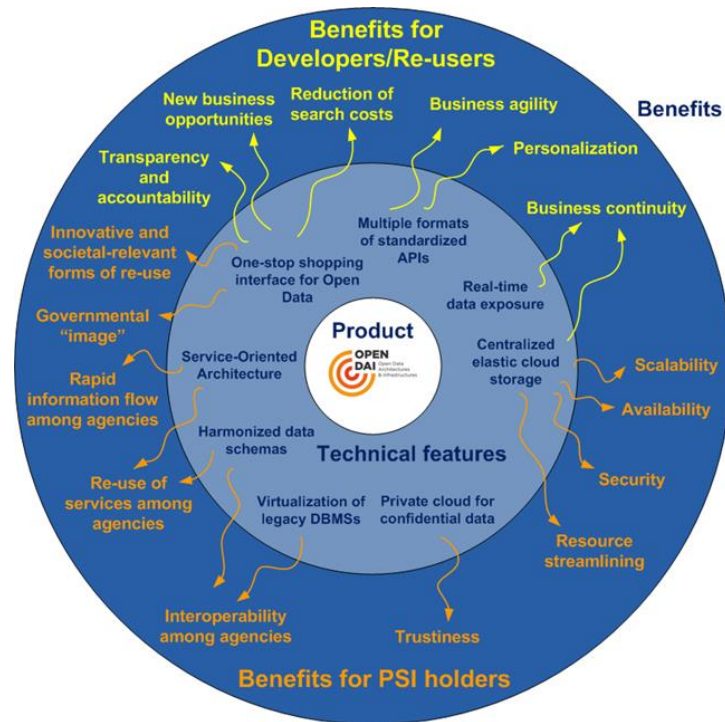 Benefits for
Developers/Re-users
Benefits
New business
opportunities
Reduction of
search costs
Business agility
Personalization
Transparency
and
accountability
Business continuity
Innovative and
societal-relevant
forms of re-use
Multiple formats
of standardized
APIs
One-stop shopping
interface for Open
Data
Real-time
data exposure
Governmental
“image”
Product
OPEN
DAI
Open Data
Architectures
& Infrastructures
Service-Oriented
Architecture
Centralized
elastic cloud
storage
Scalability
Rapid
information flow
among agencies
Availability
Harmonized data
schemas
Technical features
Security
Re-use of
services among
agencies
Virtualization of
legacy DBMSs
Private cloud for
confidential data
Resource
streamlining
Interoperability
among agencies
Trustiness
Benefits for PSI holders